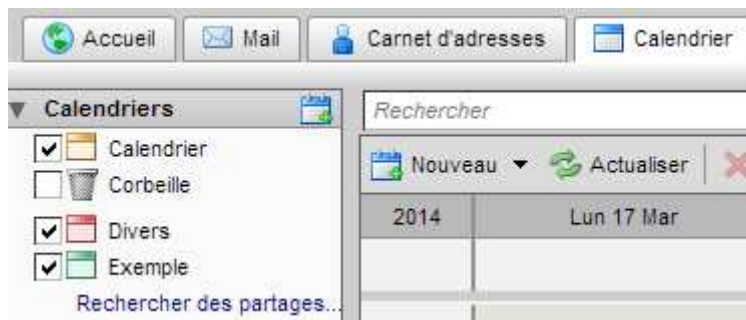 Accueil Mail Carnet d'adresses Calendrier
Calendriers
Calendrier
Corbeille
Divers
Exemple
Rechercher des partages...
Rechercher
Nouveau Actualiser
2014 Lun 17 Mar